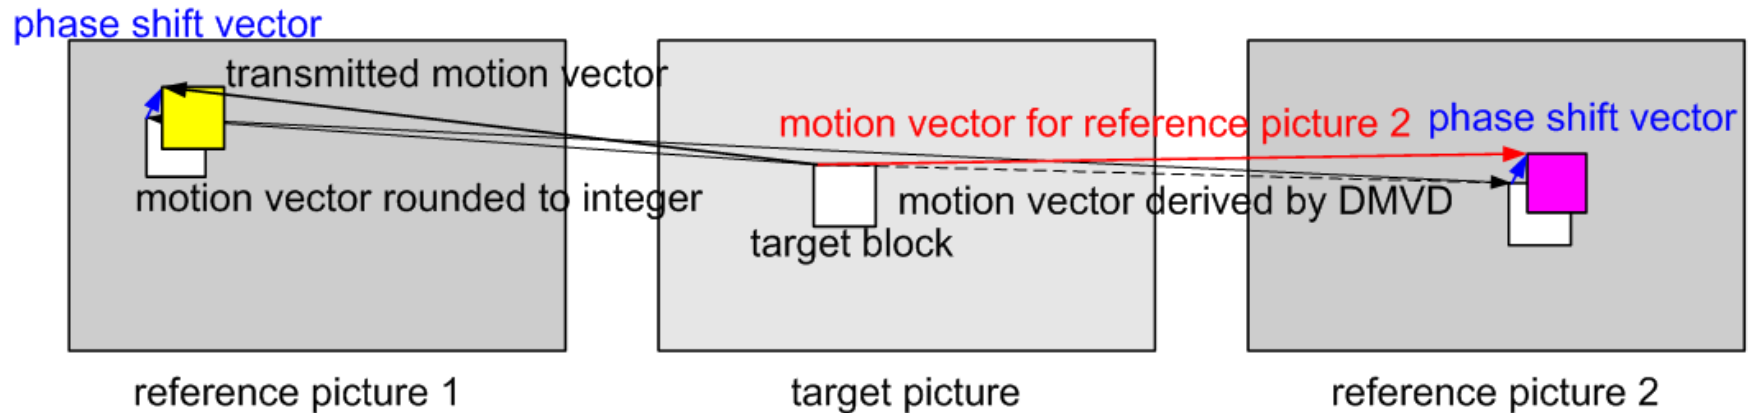 phase shift vector
transmitted motion vector
motion vector for reference picture 2
phase shift vector
motion vector rounded to integer
motion vector derived by DMVD
target block
reference picture 1
target picture
reference picture 2